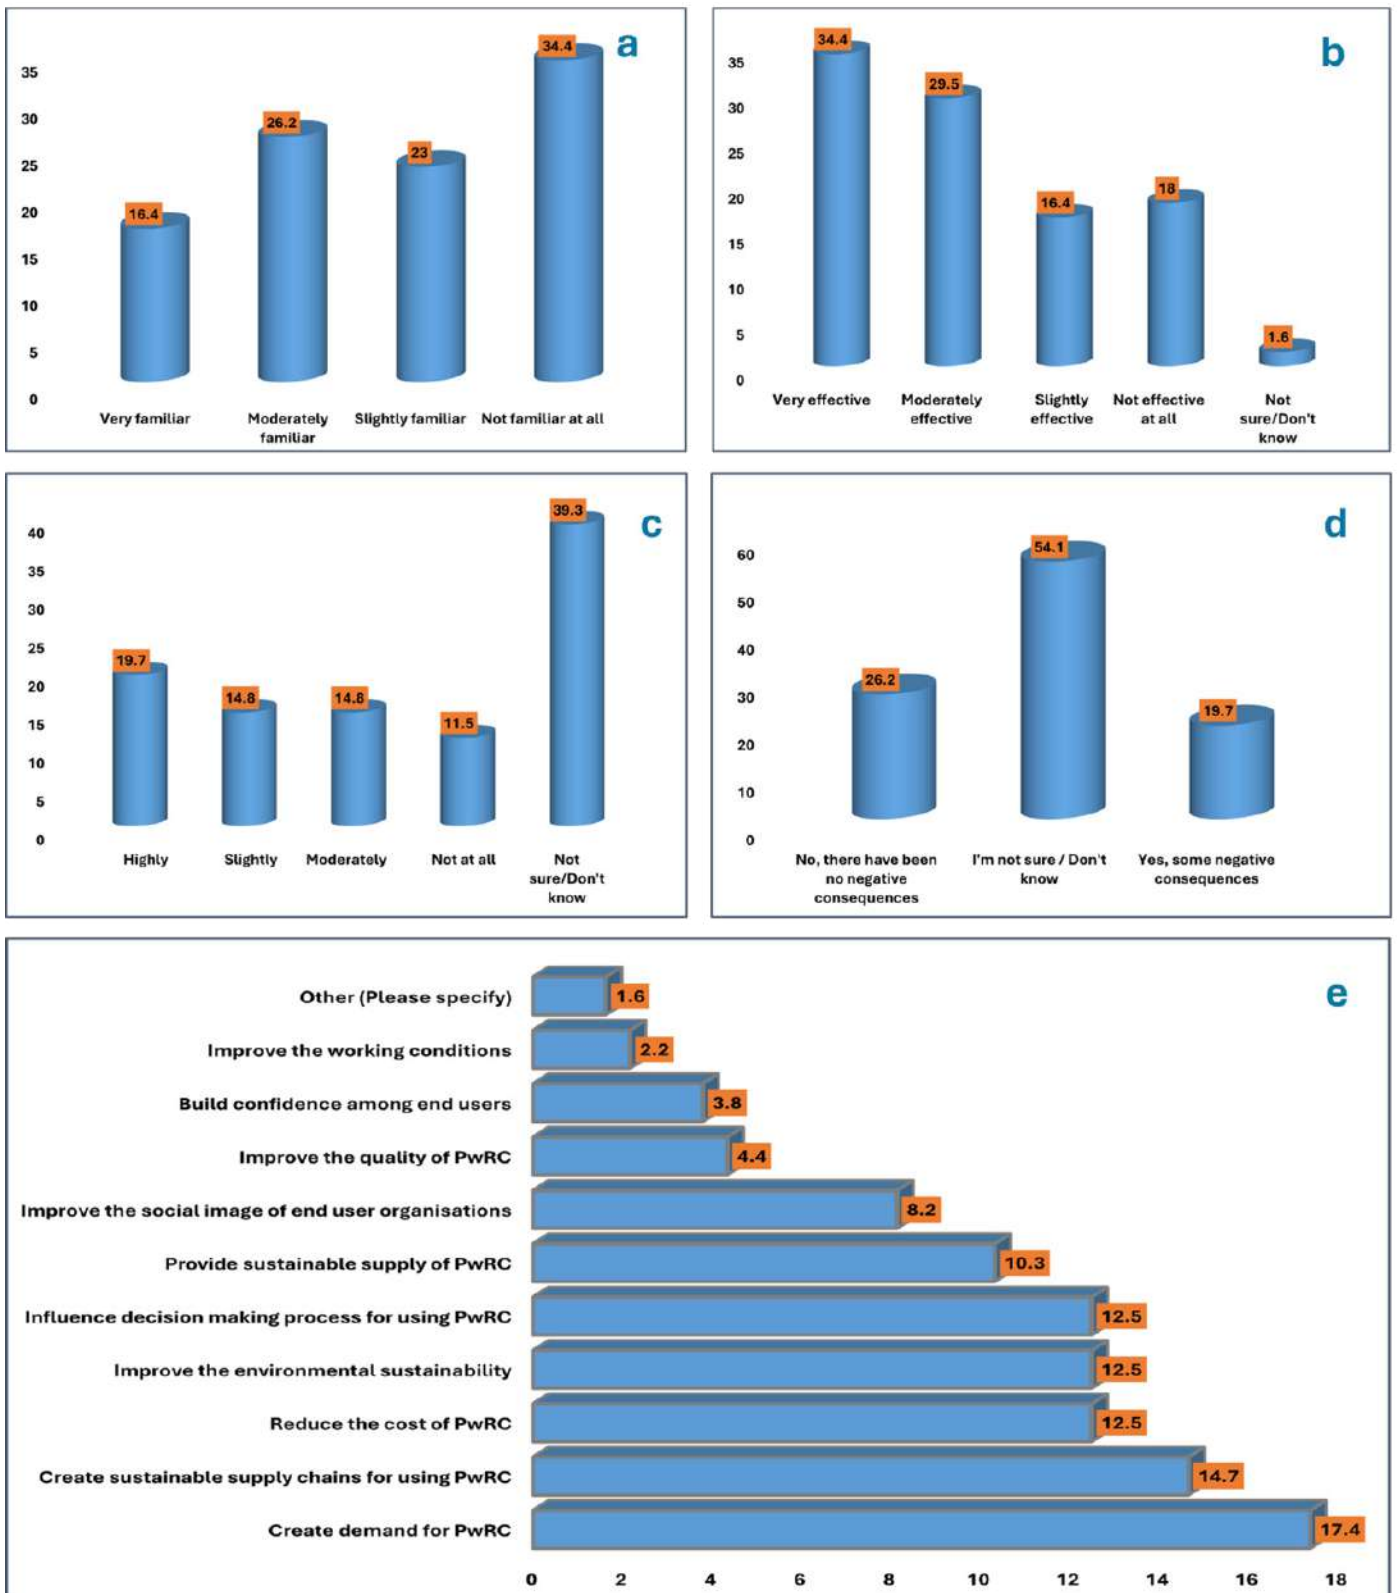 a
35
30
25
20
15
10
5
0
16.4
26.2
23
34.4
Very familiar
Moderately
familiar
Slightly familiar
Not familiar at all
b
35
30
25
20
15
10
5
0
34.4
29.5
16.4
18
1.6
Very effective
Moderately
effective
Slightly
effective
Not effective
at all
Not
sure/Don't
know
c
40
35
30
25
20
15
10
5
0
19.7
14.8
14.8
11.5
39.3
Highly
Slightly
Moderately
Not at all
Not
sure/Don't
know
d
60
50
40
30
20
10
0
26.2
54.1
19.7
No, there have been
no negative
consequences
I'm not sure / Don't
know
Yes, some negative
consequences
e
Other (Please specify) 1.6
Improve the working conditions 2.2
Build confidence among end users 3.8
Improve the quality of PwRC 4.4
Improve the social image of end user organisations 8.2
Provide sustainable supply of PwRC 10.3
Influence decision making process for using PwRC 12.5
Improve the environmental sustainability 12.5
Reduce the cost of PwRC 12.5
Create sustainable supply chains for using PwRC 14.7
Create demand for PwRC 17.4
0 2 4 6 8 10 12 14 16 18